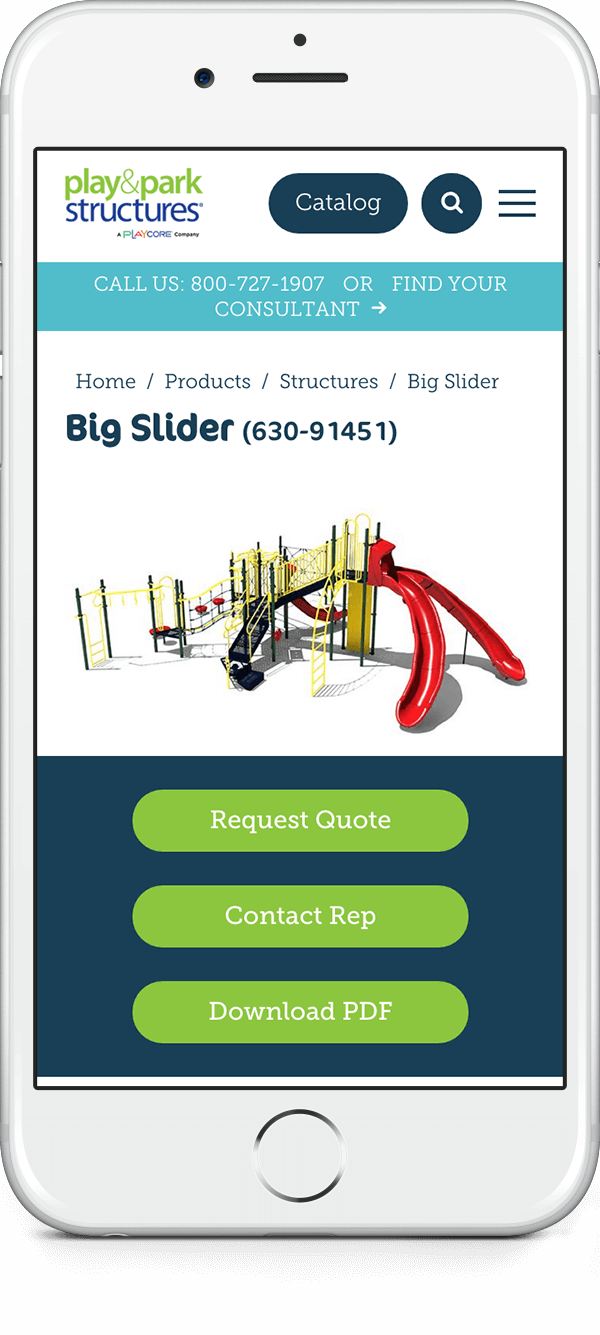 play&park
structures®
A PLAYCORE Company
Catalog
CALL US: 800-727-1907 OR FIND YOUR
CONSULTANT →
Home / Products / Structures / Big Slider
Big Slider (630-91451)
Request Quote
Contact Rep
Download PDF